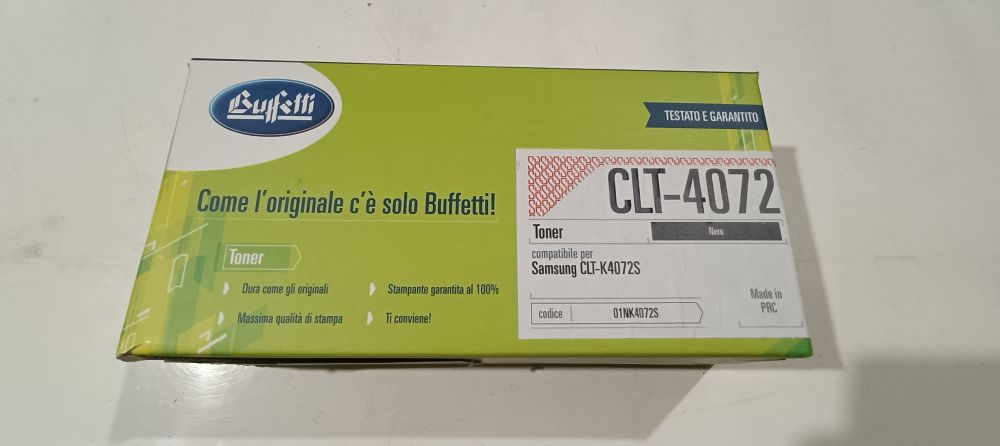 Buffetti
TESTATO E GARANTITO
Come l'originale c'è solo Buffetti!
Toner
Dura come gli originali
Stampante garantita al 100%
Massima qualità di stampa
Ti conviene!
CLT-4072
Toner
Nero
compatibile per
Samsung CLT-K4072S
codice
01NK4072S
Made in
PRC